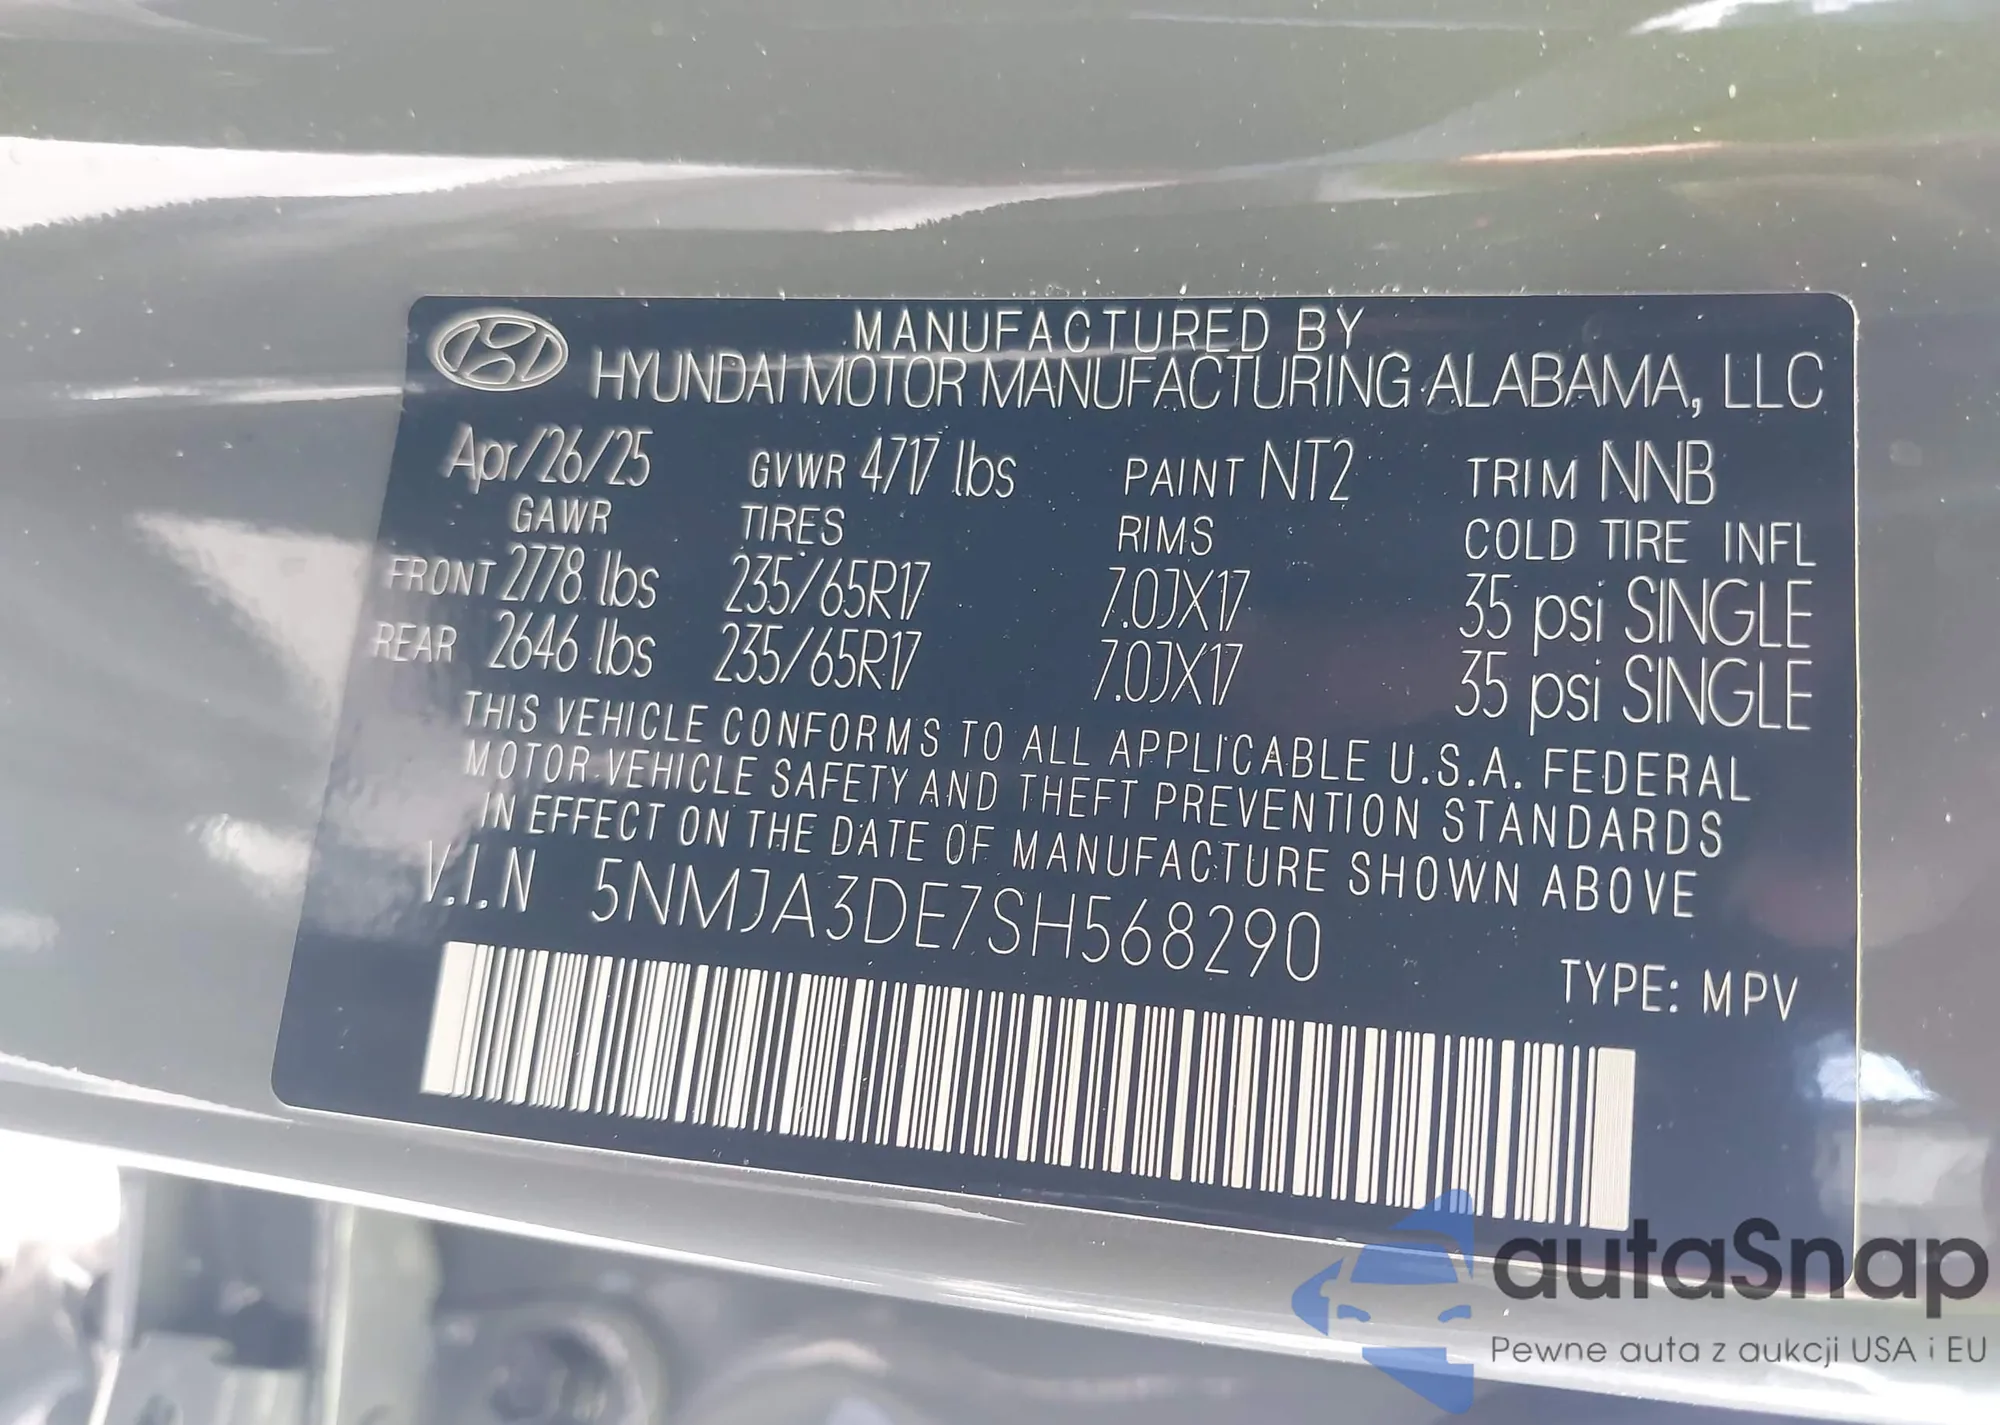 MANUFACTURED BY
HYUNDAI MOTOR MANUFACTURING ALABAMA, LLC
Apr/26/25 GVWR 4717 lbs PAINT NT2 TRIM NNB
GAWR TIRES RIMS COLD TIRE INFL
FRONT 2778 lbs 235/65R17 7.0JX17 35 psi SINGLE
REAR 2646 lbs 235/65R17 7.0JX17 35 psi SINGLE
THIS VEHICLE CONFORMS TO ALL APPLICABLE U.S.A. FEDERAL
MOTOR VEHICLE SAFETY AND THEFT PREVENTION STANDARDS
IN EFFECT ON THE DATE OF MANUFACTURE SHOWN ABOVE
V.I.N 5NMJA3DE7SH568290
TYPE: MPV
autaSnap
Pewne auta z aukcji USA i EU